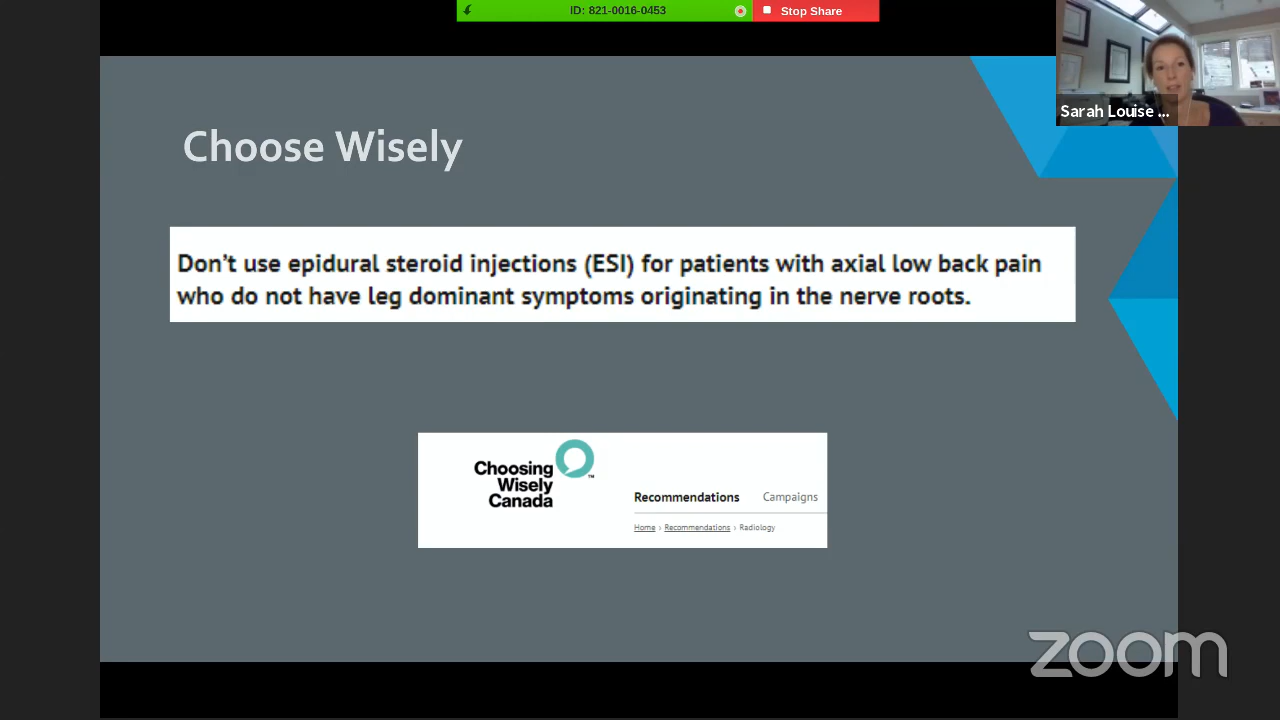 ID: 821-0016-0453
Stop Share
Sarah Louise ...
Choose Wisely
Don't use epidural steroid injections (ESI) for patients with axial low back pain
who do not have leg dominant symptoms originating in the nerve roots.
Choosing
Wisely
Canada
TM
Recommendations Campaigns
Home › Recommendations › Radiology
zoom